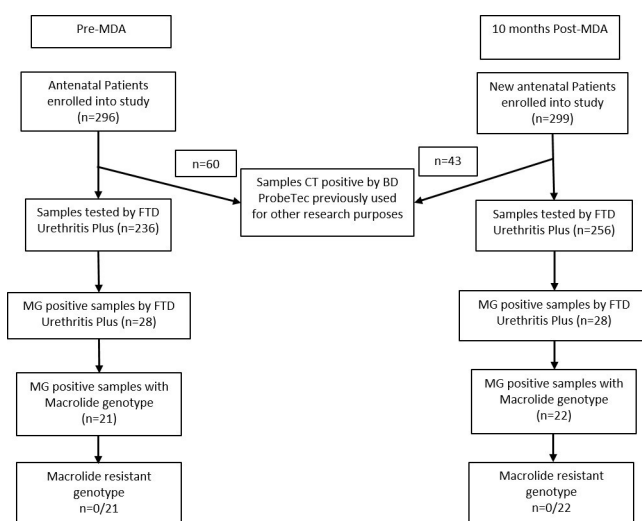 Pre-MDA
10 months Post-MDA
Antenatal Patients
enrolled into study
(n=296)
New antenatal Patients
enrolled into study
(n=299)
n=60
n=43
Samples CT positive by BD
ProbeTec previously used
for other research purposes
Samples tested by FTD
Urethritis Plus (n=236)
Samples tested by FTD
Urethritis Plus (n=256)
MG positive samples by FTD
Urethritis Plus (n=28)
MG positive samples by FTD
Urethritis Plus (n=28)
MG positive samples with
Macrolide genotype
(n=21)
MG positive samples with
Macrolide genotype
(n=22)
Macrolide resistant
genotype
n=0/21
Macrolide resistant
genotype
n=0/22